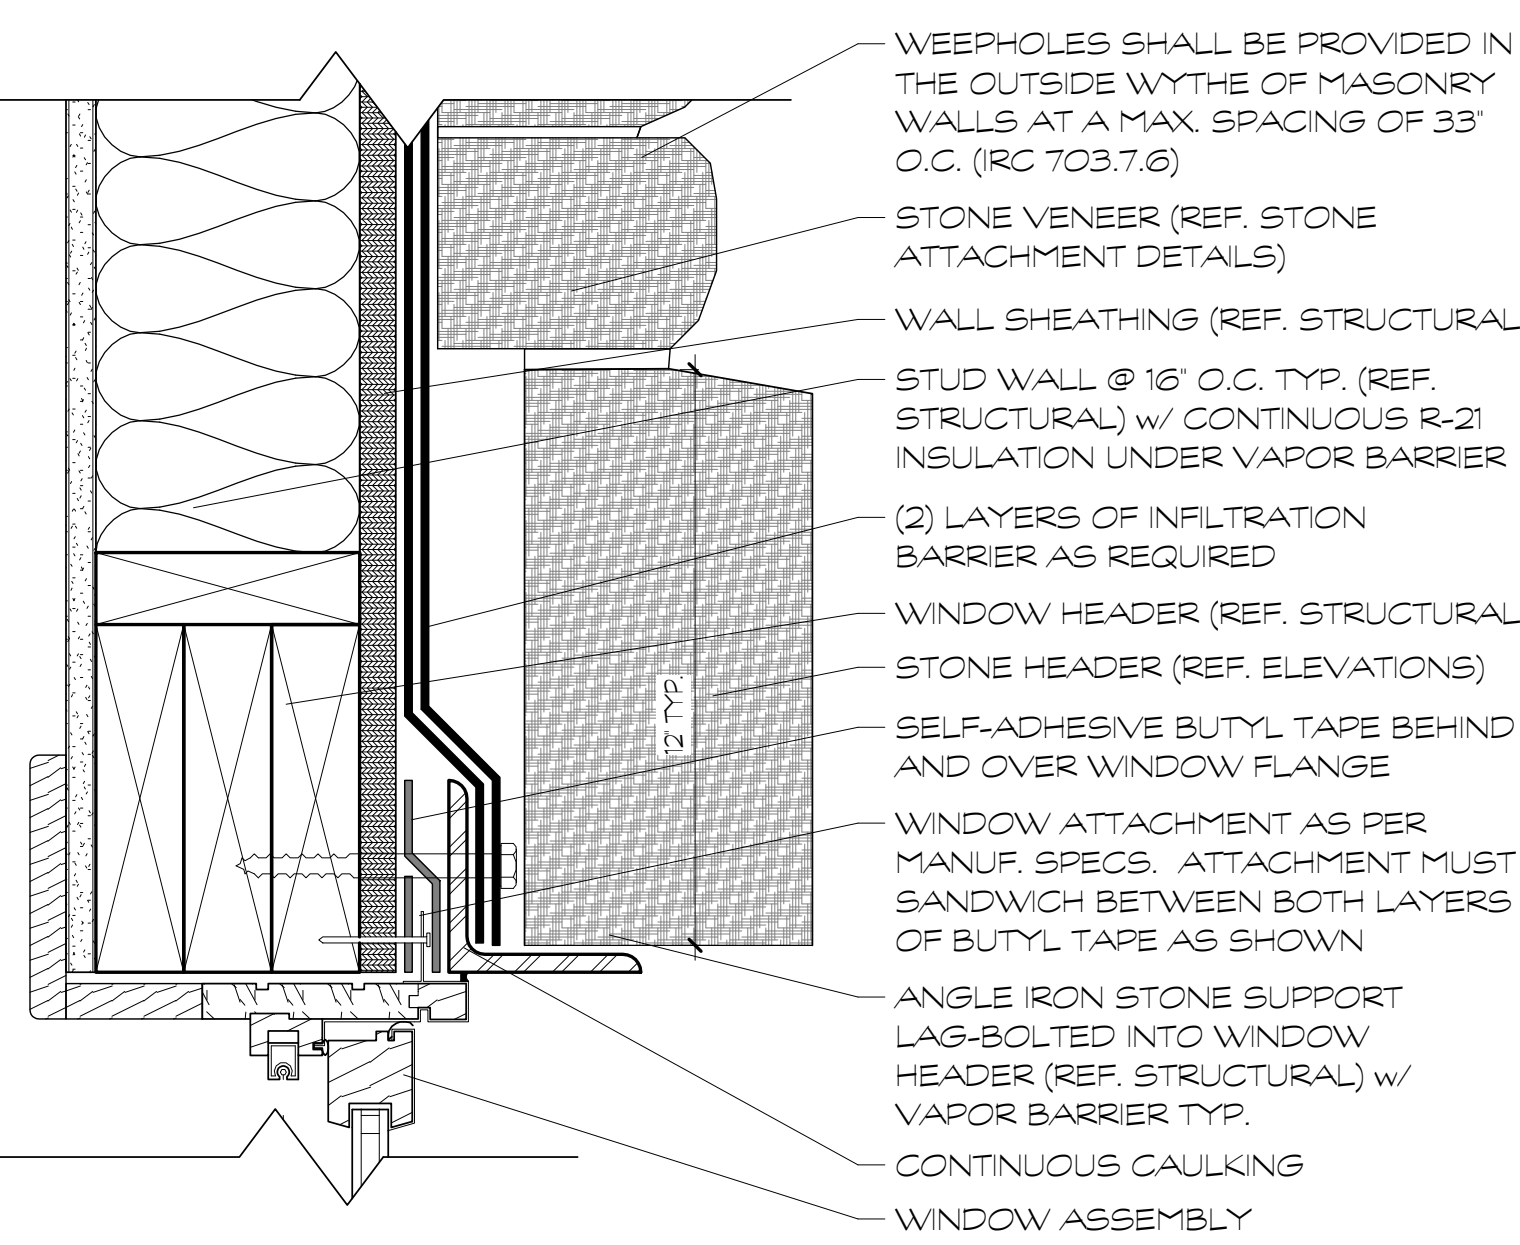 WEEPHOLES SHALL BE PROVIDED IN
THE OUTSIDE WYTHE OF MASONRY
WALLS AT A MAX. SPACING OF 33"
O.C. (IRC 703.7.6)
STONE VENEER (REF. STONE
ATTACHMENT DETAILS)
WALL SHEATHING (REF. STRUCTURAL
STUD WALL @ 16" O.C. TYP. (REF.
STRUCTURAL) w/ CONTINUOUS R-21
INSULATION UNDER VAPOR BARRIER
(2) LAYERS OF INFILTRATION
BARRIER AS REQUIRED
WINDOW HEADER (REF. STRUCTURAL
STONE HEADER (REF. ELEVATIONS)
12" TYP.
SELF-ADHESIVE BUTYL TAPE BEHIND
AND OVER WINDOW FLANGE
WINDOW ATTACHMENT AS PER
MANUF. SPECS. ATTACHMENT MUST
SANDWICH BETWEEN BOTH LAYERS
OF BUTYL TAPE AS SHOWN
ANGLE IRON STONE SUPPORT
LAG-BOLTED INTO WINDOW
HEADER (REF. STRUCTURAL) w/
VAPOR BARRIER TYP.
CONTINUOUS CAULKING
WINDOW ASSEMBLY